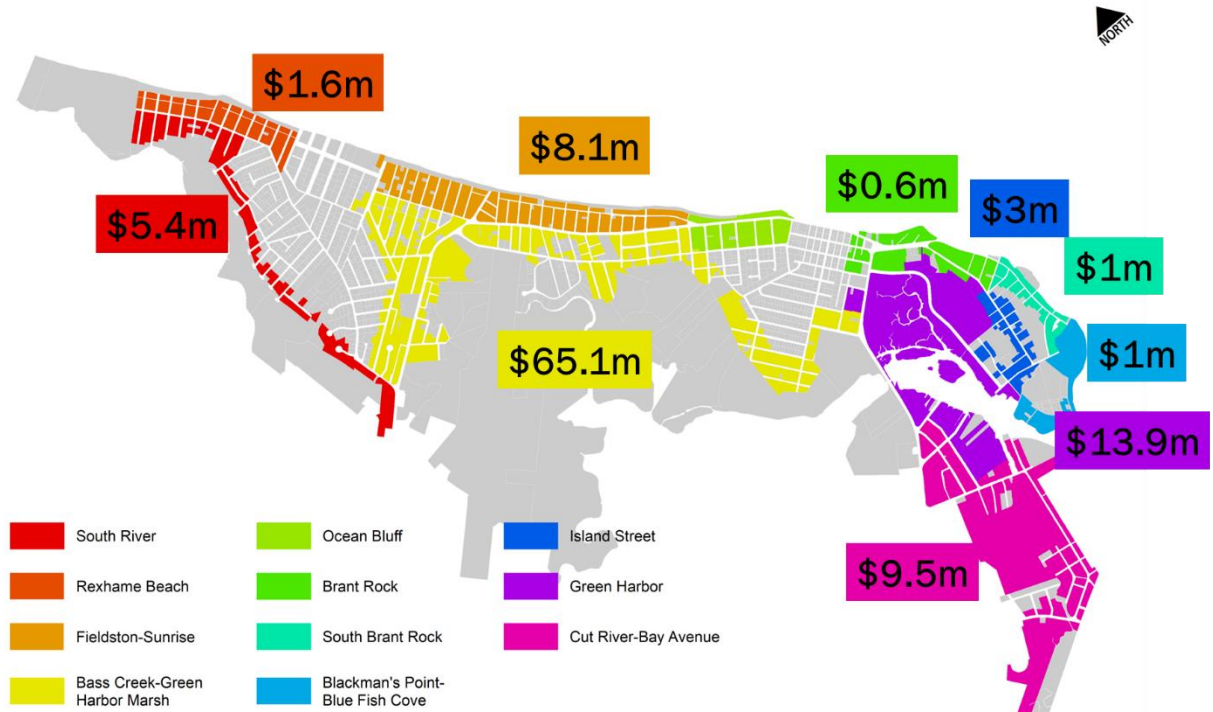 NORTH
$1.6m
$8.1m
$0.6m
$3m
$5.4m
$1m
$65.1m
$1m
$13.9m
$9.5m
South River
Rexhame Beach
Fieldston-Sunrise
Bass Creek-Green
Harbor Marsh
Ocean Bluff
Brant Rock
South Brant Rock
Blackman's Point-
Blue Fish Cove
Island Street
Green Harbor
Cut River-Bay Avenue